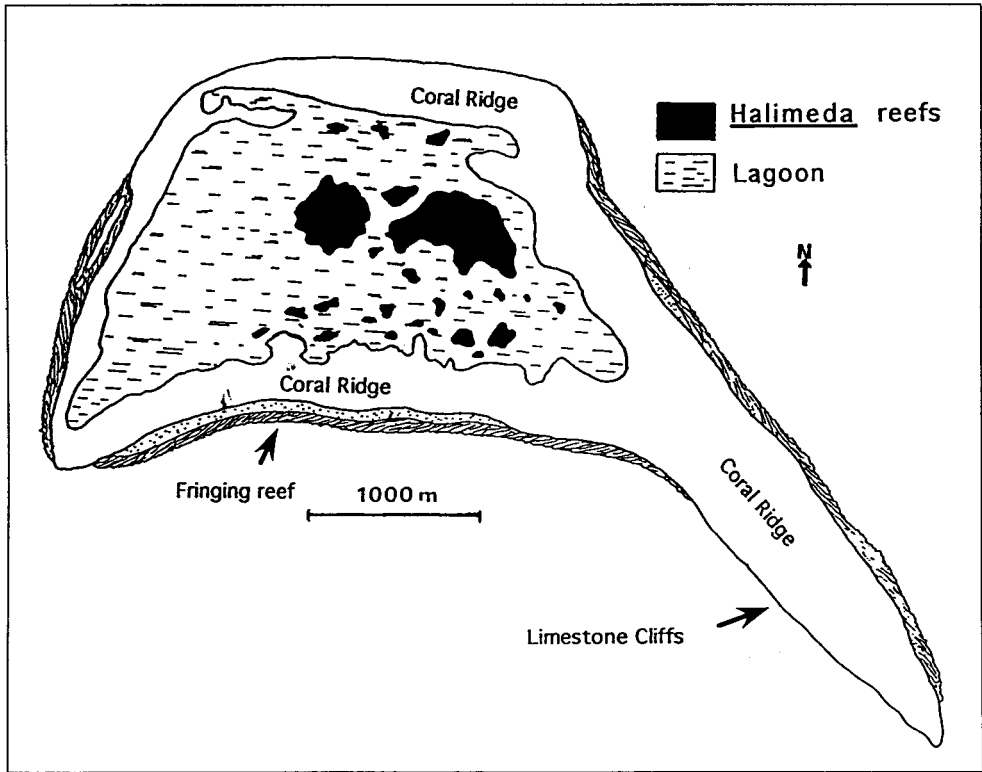 Coral Ridge
Halimeda reefs
Lagoon
N
Coral Ridge
Fringing reef
1000 m
Coral Ridge
Limestone Cliffs